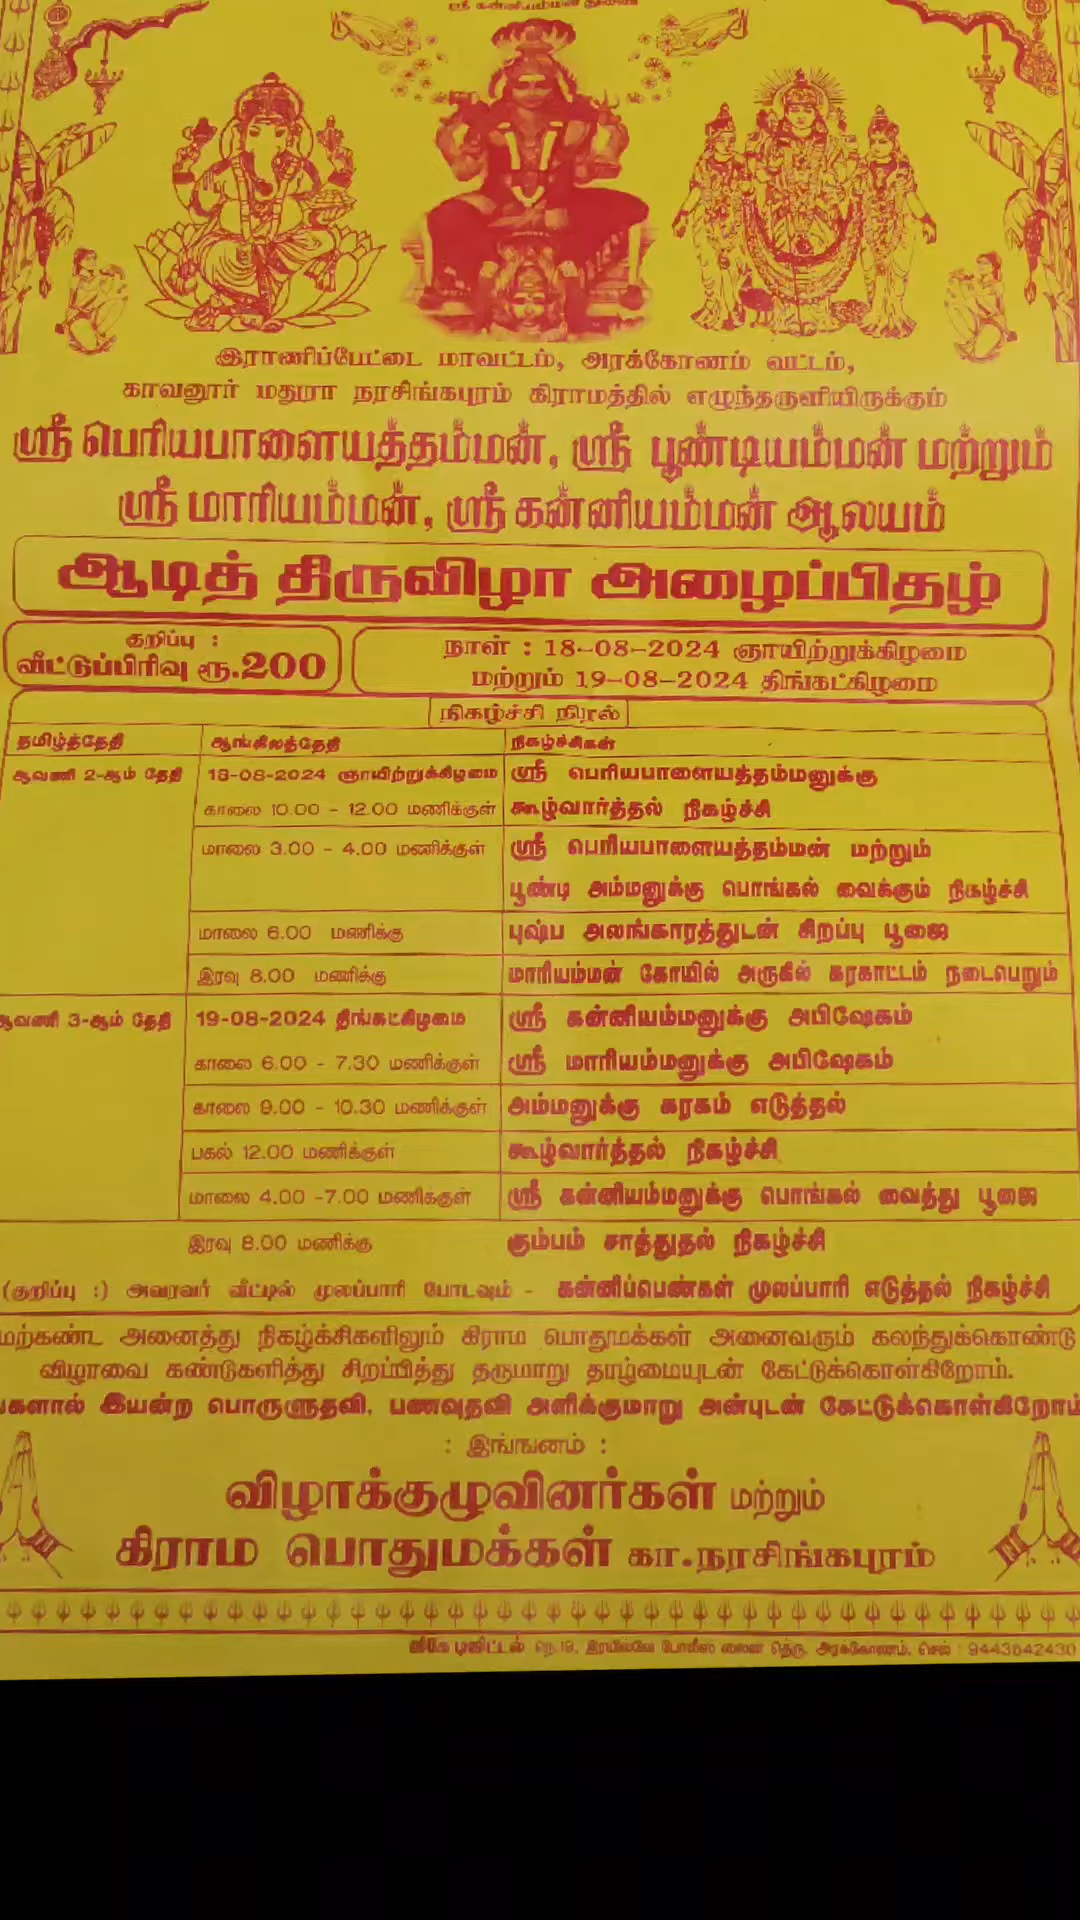 ஸ்ரீ கன்னியம்மன் துணை
இராணிப்பேட்டை மாவட்டம், அரக்கோணம் வட்டம்,
காவனூர் மதுரா நரசிங்கபுரம் கிராமத்தில் எழுந்தருளியிருக்கும்
ஸ்ரீ பெரியபாளையத்தம்மன், ஸ்ரீ பூண்டியம்மன் மற்றும்
ஸ்ரீ மாரியம்மன், ஸ்ரீ கன்னியம்மன் ஆலயம்
ஆடித் திருவிழா அழைப்பிதழ்
குறிப்பு :
வீட்டுப்பிரிவு ரூ.200
நாள் : 18-08-2024 ஞாயிற்றுக்கிழமை
மற்றும் 19-08-2024 திங்கட்கிழமை
நிகழ்ச்சி நிரல்
தமிழ்த்தேதி ஆங்கிலத்தேதி நிகழ்ச்சிகள்
ஆவணி 2-ஆம் தேதி 18-08-2024 ஞாயிற்றுக்கிழமை ஸ்ரீ பெரியபாளையத்தம்மனுக்கு
காலை 10.00 - 12.00 மணிக்குள் கூழ்வார்த்தல் நிகழ்ச்சி
மாலை 3.00 - 4.00 மணிக்குள் ஸ்ரீ பெரியபாளையத்தம்மன் மற்றும்
பூண்டி அம்மனுக்கு பொங்கல் வைக்கும் நிகழ்ச்சி
மாலை 6.00 மணிக்கு புஷ்ப அலங்காரத்துடன் சிறப்பு பூஜை
இரவு 8.00 மணிக்கு மாரியம்மன் கோயில் அருகில் கரகாட்டம் நடைபெறும்
ஆவணி 3-ஆம் தேதி 19-08-2024 திங்கட்கிழமை ஸ்ரீ கன்னியம்மனுக்கு அபிஷேகம்
காலை 6.00 - 7.30 மணிக்குள் ஸ்ரீ மாரியம்மனுக்கு அபிஷேகம்
காலை 9.00 - 10.30 மணிக்குள் அம்மனுக்கு கரகம் எடுத்தல்
பகல் 12.00 மணிக்குள் கூழ்வார்த்தல் நிகழ்ச்சி
மாலை 4.00 -7.00 மணிக்குள் ஸ்ரீ கன்னியம்மனுக்கு பொங்கல் வைத்து பூஜை
இரவு 8.00 மணிக்கு கும்பம் சாத்துதல் நிகழ்ச்சி
(குறிப்பு :) அவரவர் வீட்டில் முலப்பாரி போடவும் - கன்னிப்பெண்கள் முலப்பாரி எடுத்தல் நிகழ்ச்சி
மற்கண்ட அனைத்து நிகழ்க்சிகளிலும் கிராம பொதுமக்கள் அனைவரும் கலந்துக்கொண்டு
விழாவை கண்டுகளித்து சிறப்பித்து தருமாறு தாழ்மையுடன் கேட்டுக்கொள்கிறோம்.
களால் இயன்ற பொருளுதவி, பணவுதவி அளிக்குமாறு அன்புடன் கேட்டுக்கொள்கிறோம்
: இங்ஙனம் :
விழாக்குழுவினர்கள் மற்றும்
கிராம பொதுமக்கள் கா.நரசிங்கபுரம்
டிஜிட்டல் நெ.19, இரயில்வே போலீஸ் லைன் தெரு, அரக்கோணம். செல் : 9443642430